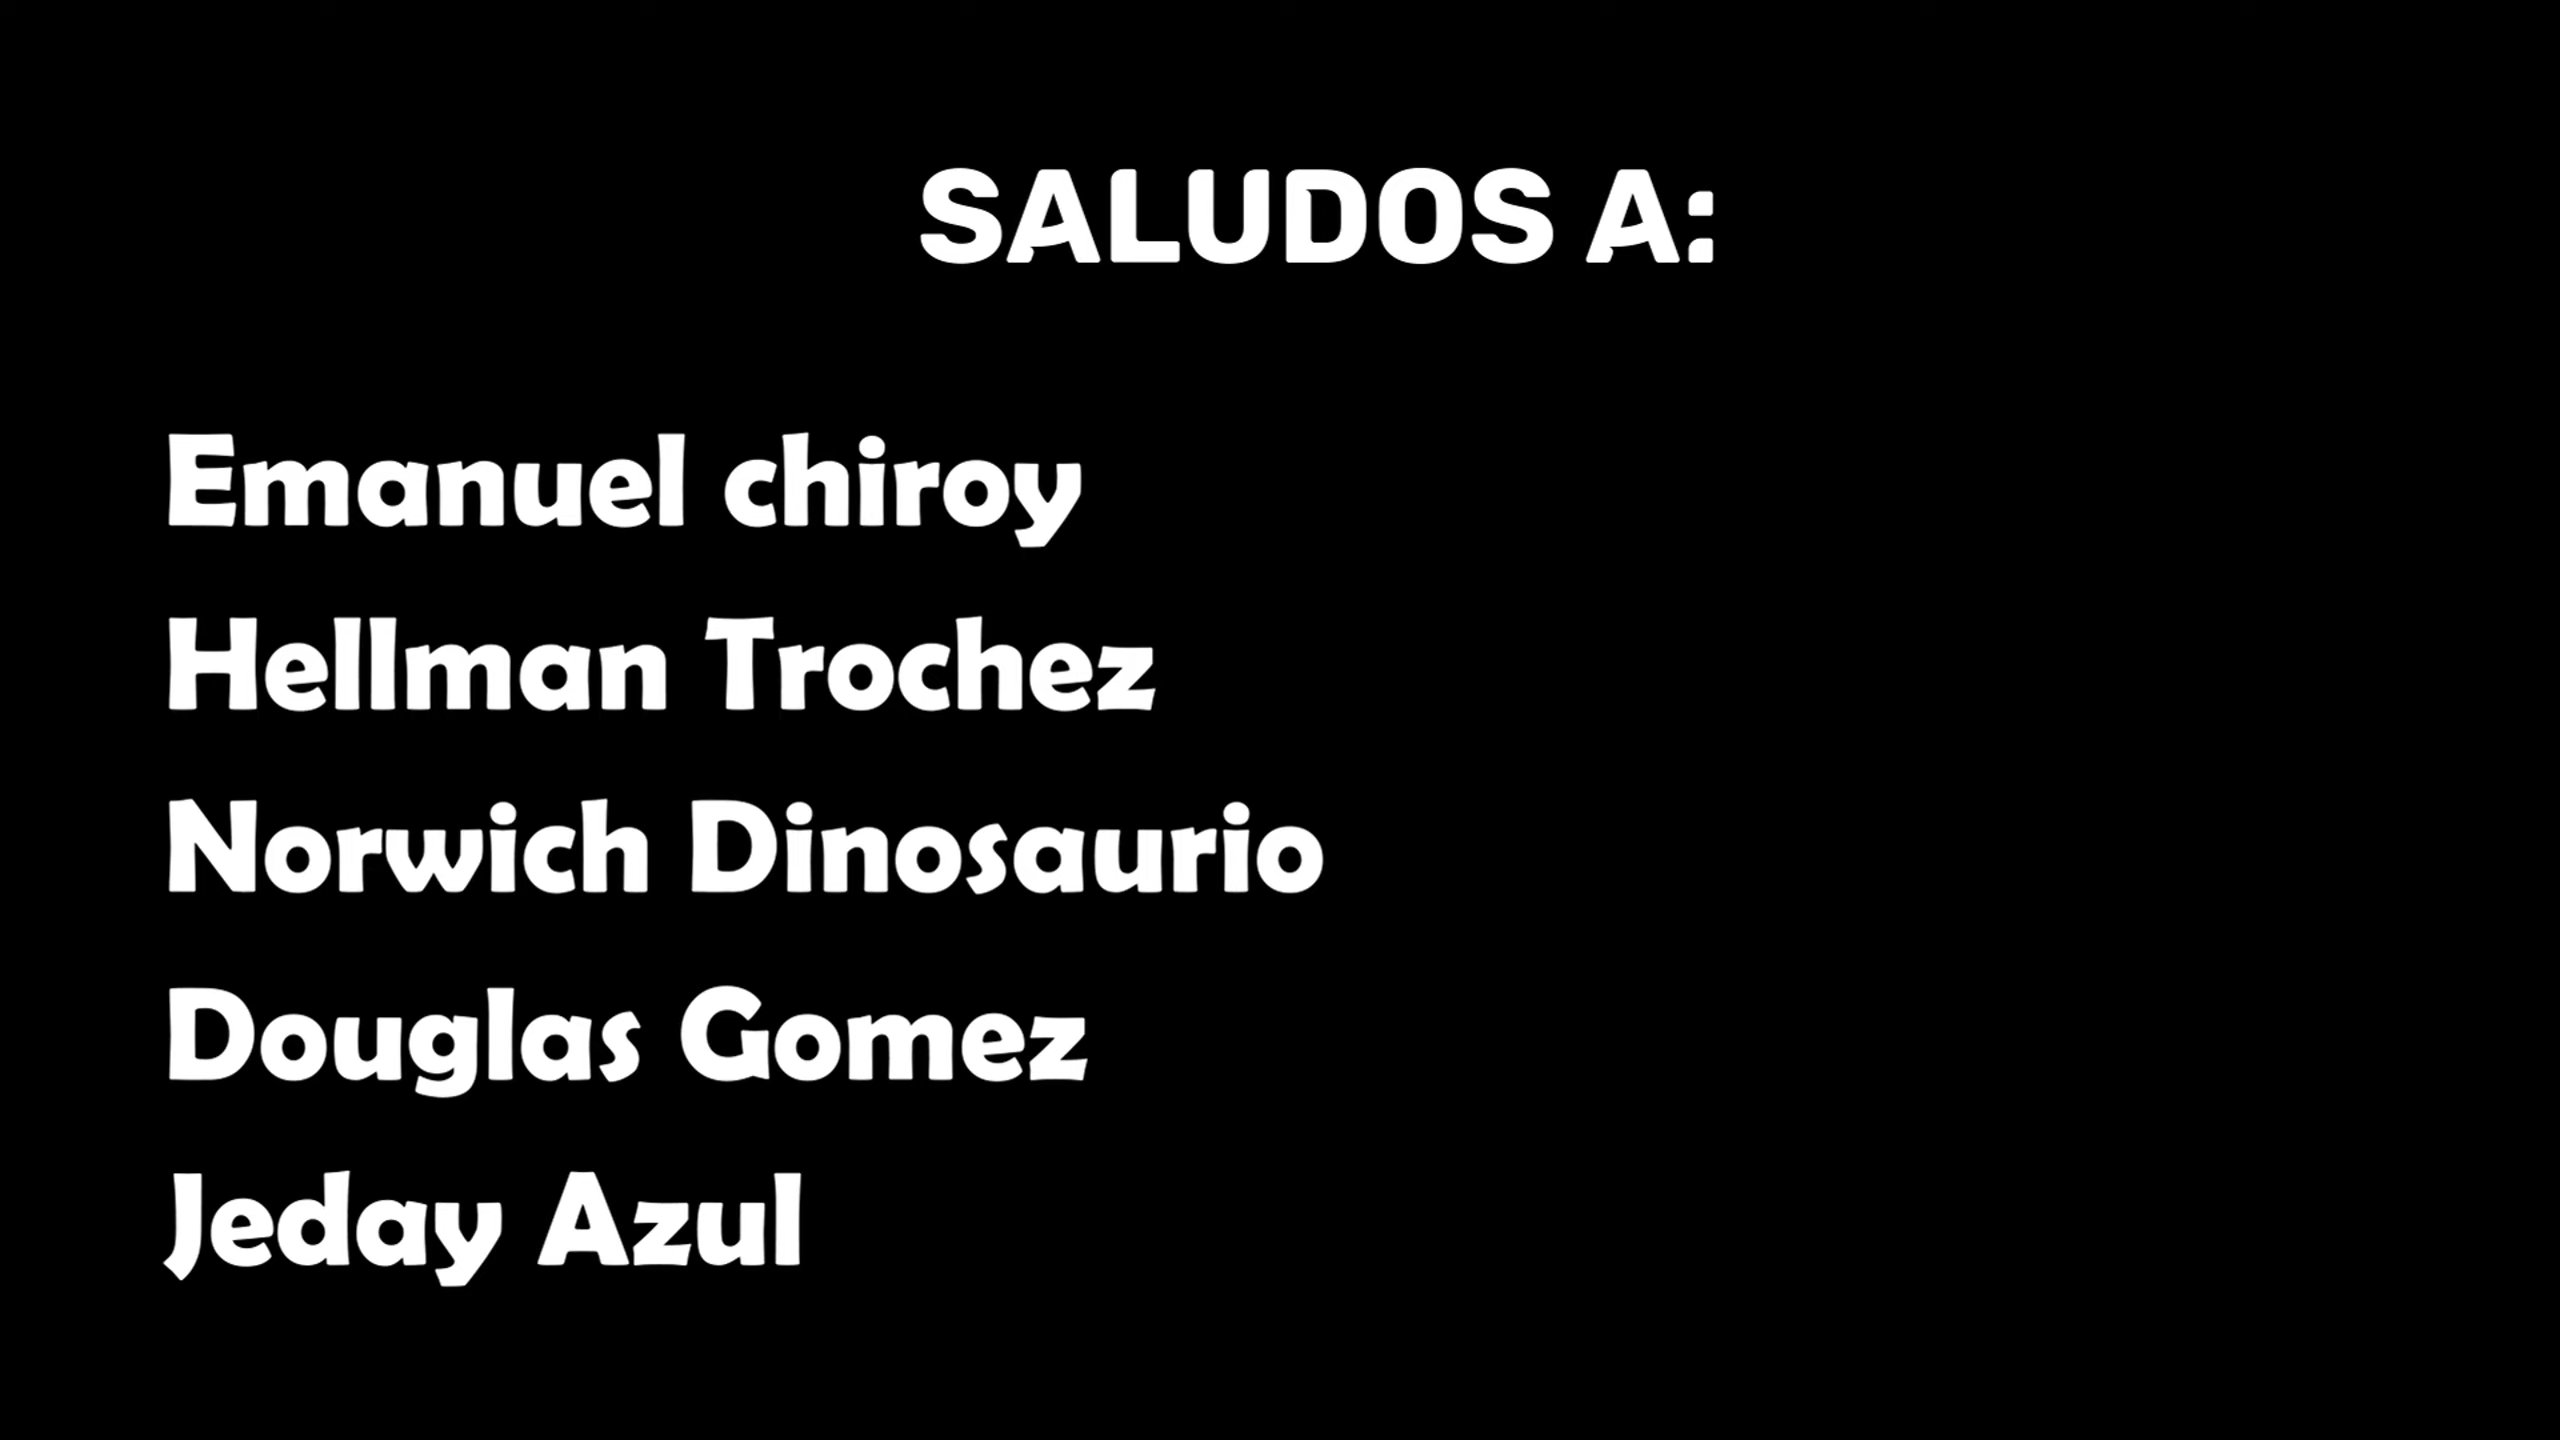 SALUDOS A:
Emanuel chiroy
Hellman Trochez
Norwich Dinosaurio
Douglas Gomez
Jeday Azul